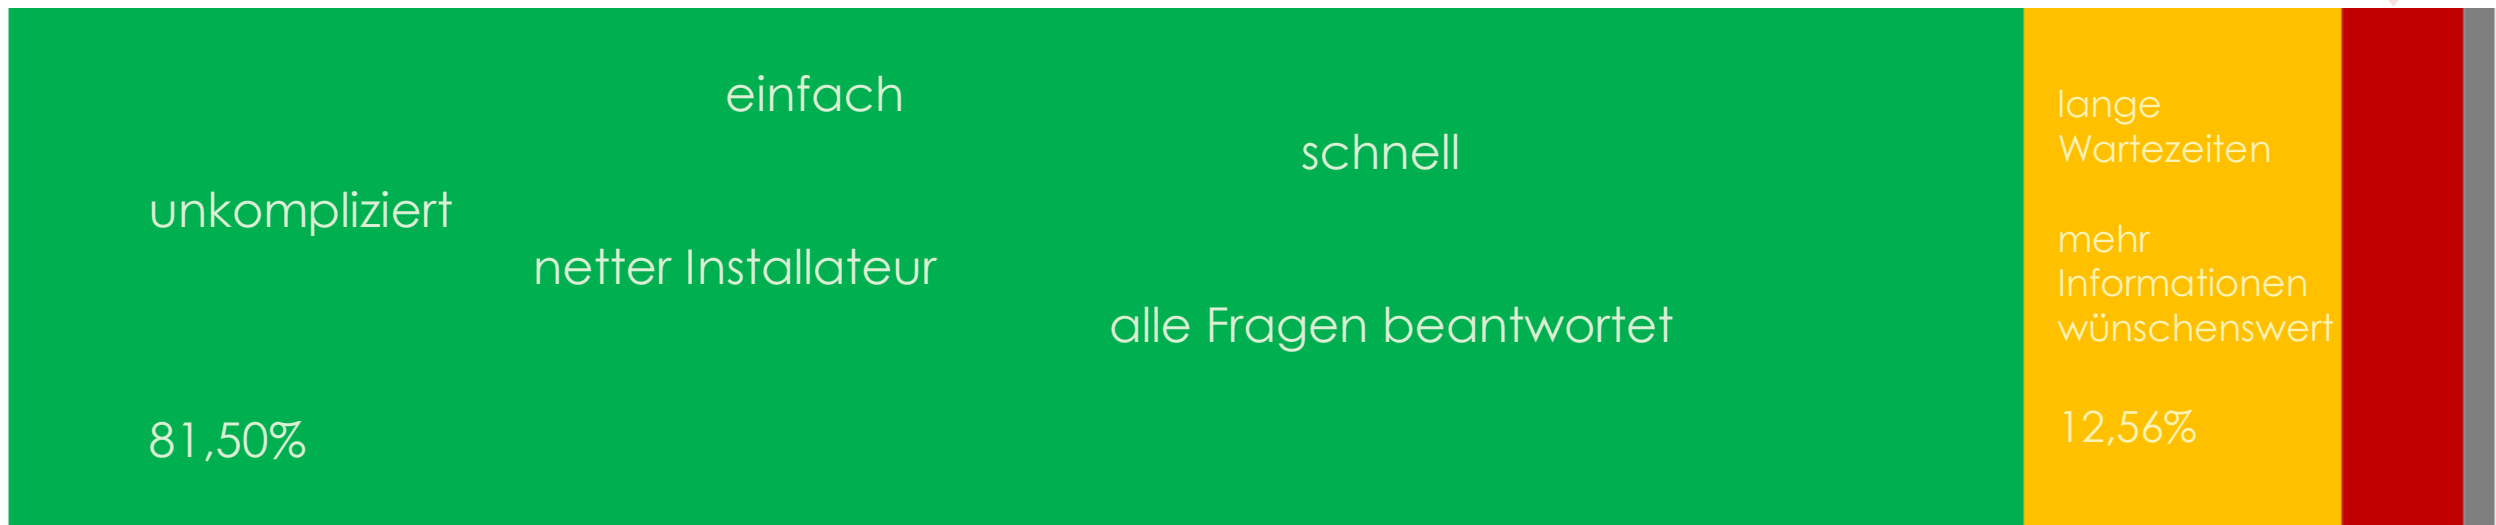 einfach
schnell
unkompliziert
netter Installateur
alle Fragen beantwortet
81,50%
lange
Wartezeiten
mehr
Informationen
wünschenswert
12,56%